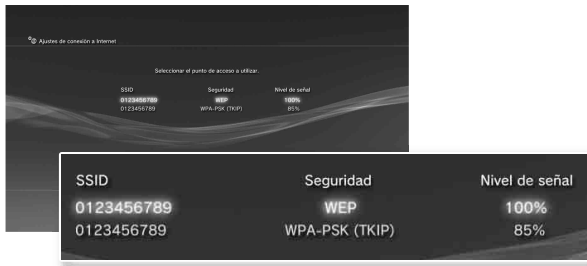 Ajustes de conexión a Internet
Seleccionar el punto de acceso a utilizar.
SSID Seguridad Nivel de señal
0123456789 WEP 100%
0123456789 WPA-PSK (TKIP) 85%
SSID Seguridad Nivel de señal
0123456789 WEP 100%
0123456789 WPA-PSK (TKIP) 85%